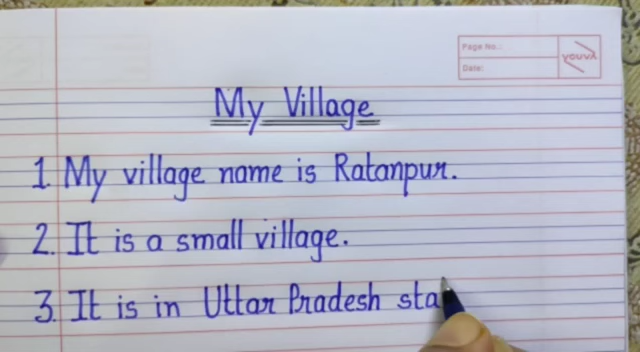 Page No.:
Date:
youva
My Village
1. My village name is Ratanpur.
2. It is a small village.
3. It is in Uttar Pradesh sta